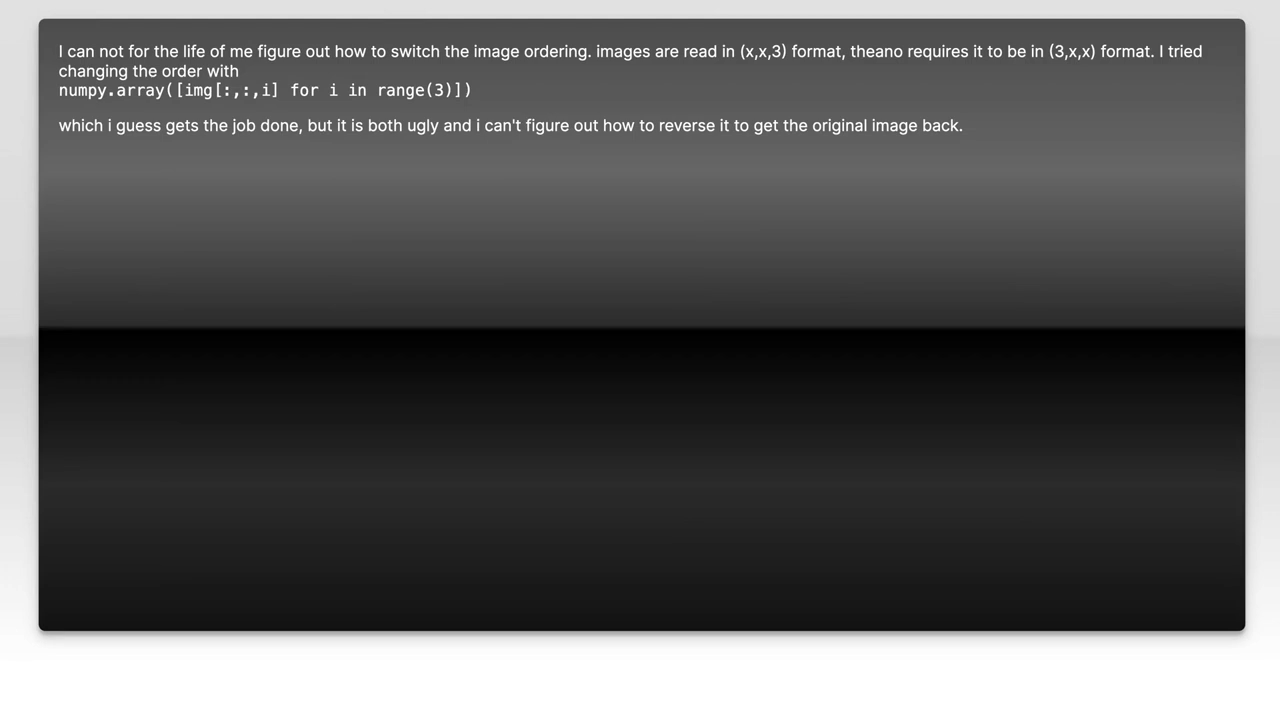 I can not for the life of me figure out how to switch the image ordering. images are read in (x,x,3) format, theano requires it to be in (3,x,x) format. I tried
changing the order with
numpy.array([img[:,:,i] for i in range(3)])
which i guess gets the job done, but it is both ugly and i can't figure out how to reverse it to get the original image back.